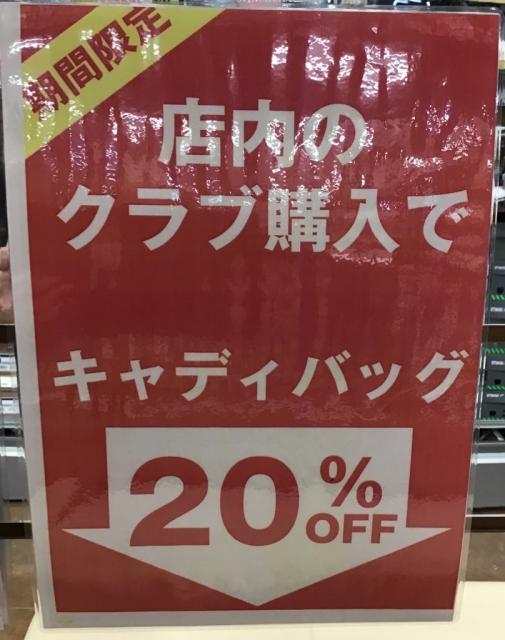 期間限定
店内の
クラブ購入で
キャディバッグ
20%
OFF